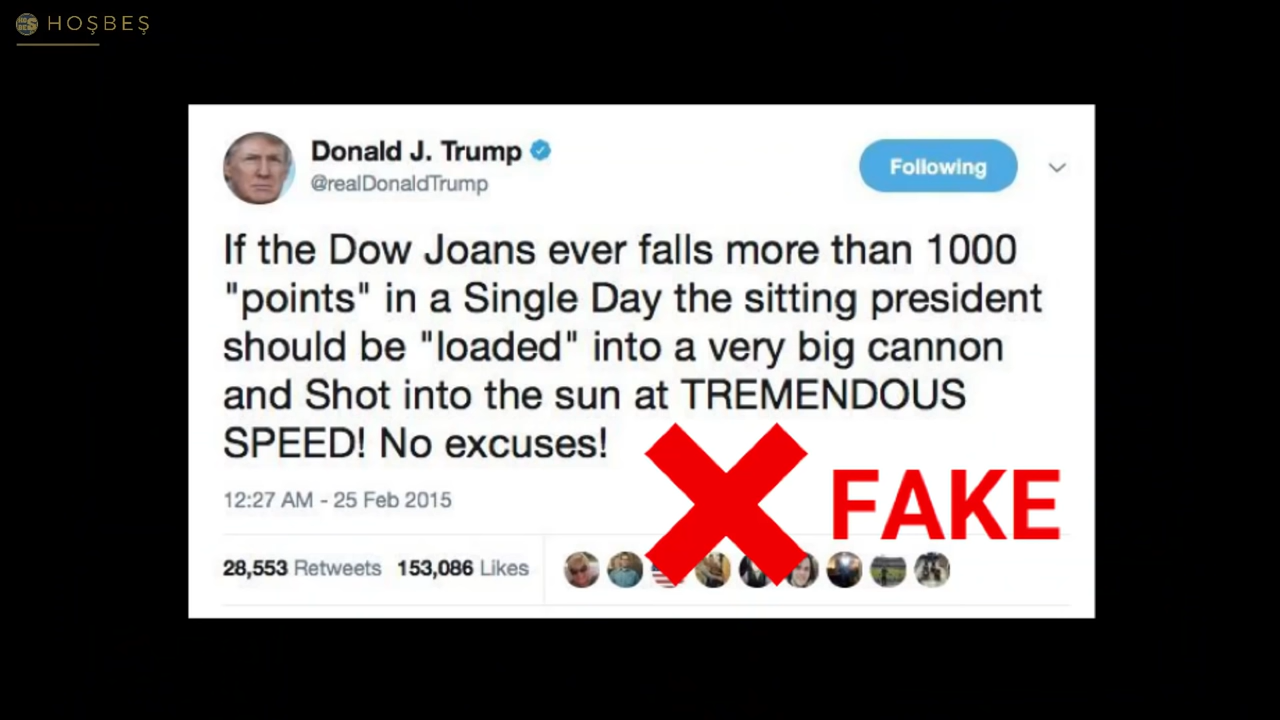 HOŞBEŞ
Donald J. Trump
@realDonaldTrump
Following
If the Dow Joans ever falls more than 1000
"points" in a Single Day the sitting president
should be "loaded" into a very big cannon
and Shot into the sun at TREMENDOUS
SPEED! No excuses!
12:27 AM - 25 Feb 2015
FAKE
28,553 Retweets 153,086 Likes